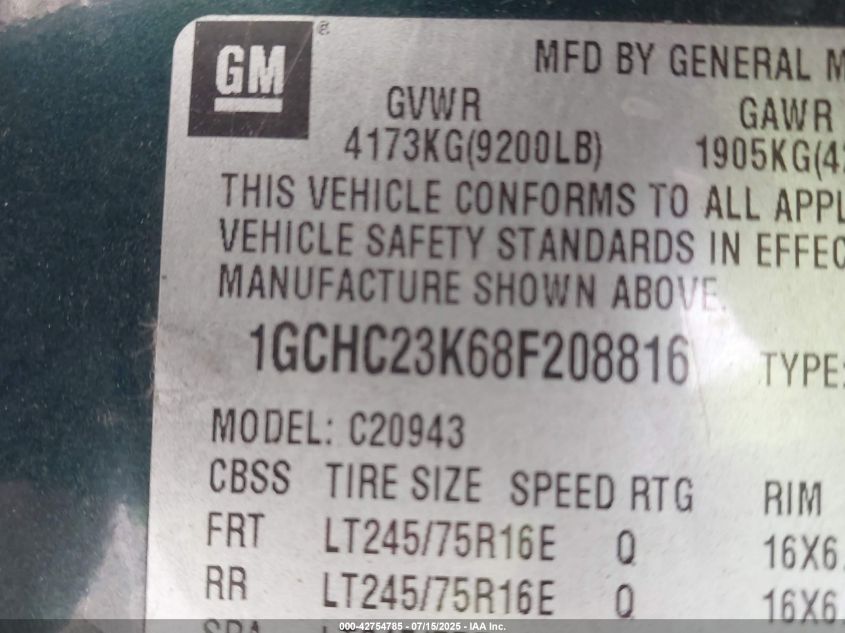 GM ®
MFD BY GENERAL
GVWR GAWR
4173KG(9200LB) 1905KG(42
THIS VEHICLE CONFORMS TO ALL APPL
VEHICLE SAFETY STANDARDS IN EFFEC
MANUFACTURE SHOWN ABOVE.
1GCHC23K68F208816 TYPE:
MODEL: C20943
CBSS TIRE SIZE SPEED RTG RIM
FRT LT245/75R16E Q 16X6.
RR LT245/75R16E Q 16X6.
000-42754785 - 07/15/2025 - IAA Inc.